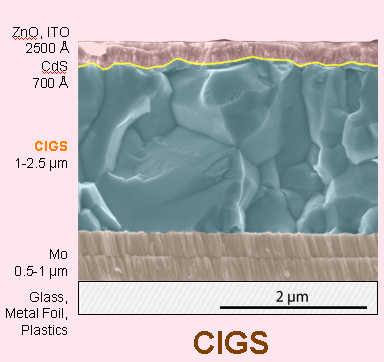 ZnO, ITO
2500 Å
CdS
700 Å
CIGS
1-2.5 µm
Mo
0.5-1 µm
Glass,
Metal Foil,
Plastics
2 µm
CIGS